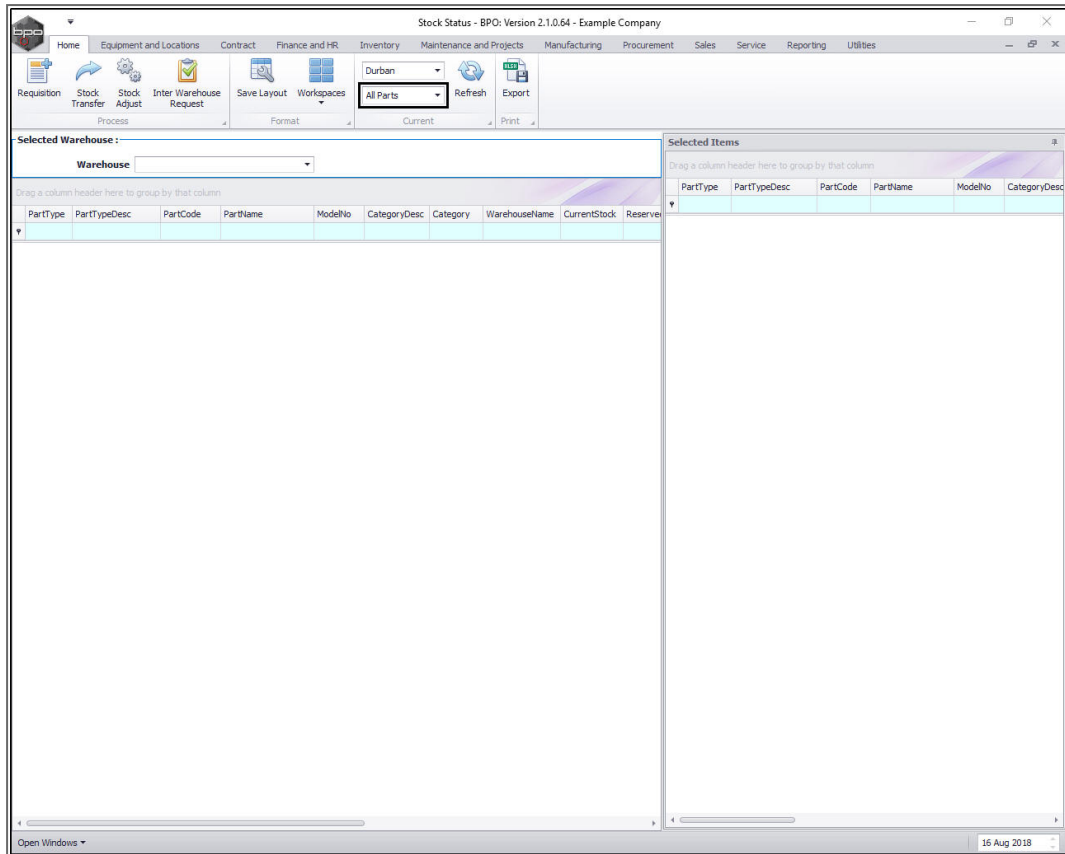 Stock Status - BPO: Version 2.1.0.64 - Example Company
bpo
Home Equipment and Locations Contract Finance and HR Inventory Maintenance and Projects Manufacturing Procurement Sales Service Reporting Utilities
Requisition
Stock Transfer
Stock Adjust
Inter Warehouse Request
Save Layout
Workspaces
Durban
All Parts
Refresh
XLSX
Export
Process Format Current Print
Selected Warehouse :
Warehouse
Drag a column header here to group by that column
PartType PartTypeDesc PartCode PartName ModelNo CategoryDesc Category WarehouseName CurrentStock Reserve
Selected Items
Drag a column header here to group by that column
PartType PartTypeDesc PartCode PartName ModelNo CategoryDesc
Open Windows
16 Aug 2018